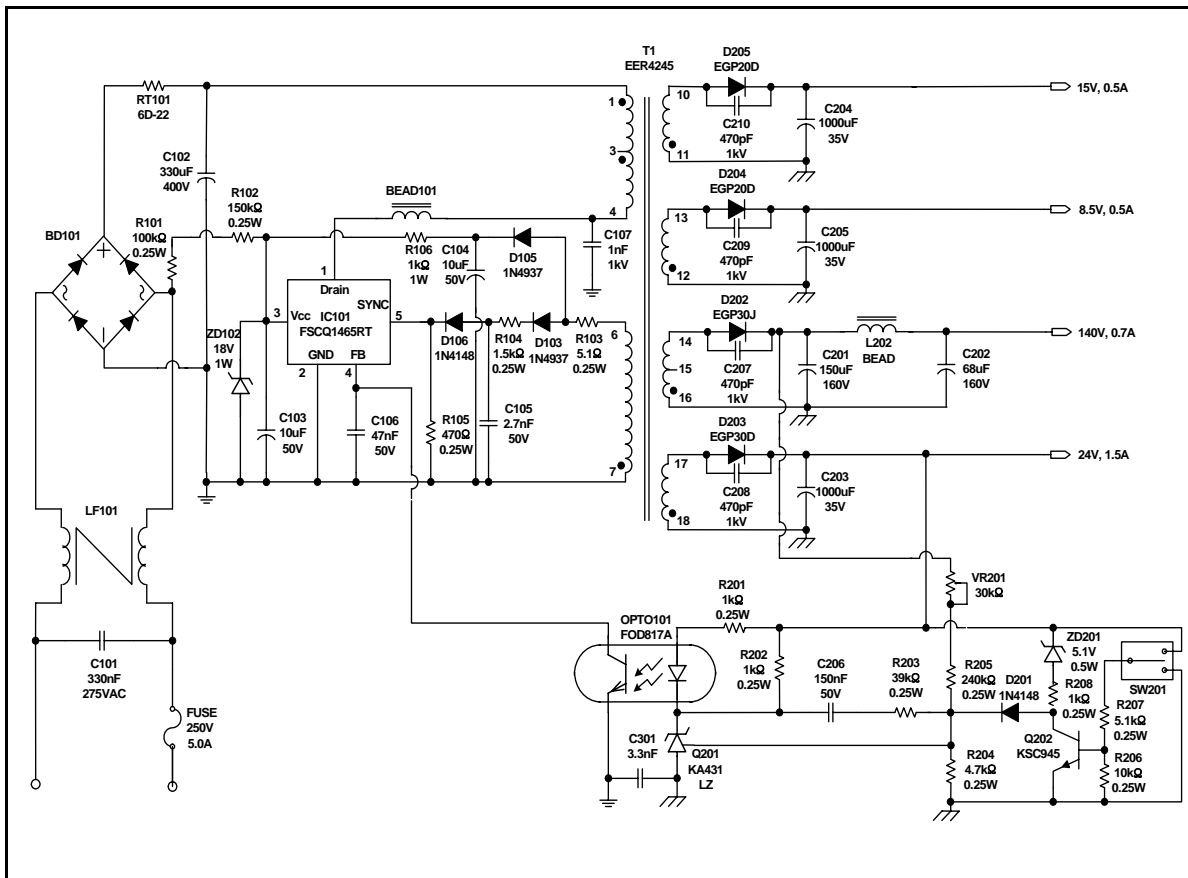 T1
EER4245
RT101
6D-22
C102
330uF
400V
R101
100kΩ
0.25W
R102
150kΩ
0.25W
BD101
BEAD101
R106
1kΩ
1W
C104
10uF
50V
D105
1N4937
C107
1nF
1kV
1
3
4
6
7
1
Drain
SYNC
3
Vcc
IC101
FSCQ1465RT
5
GND
FB
2
4
ZD102
18V
1W
D106
1N4148
R104
1.5kΩ
0.25W
D103
1N4937
R103
5.1Ω
0.25W
C103
10uF
50V
C106
47nF
50V
R105
470Ω
0.25W
C105
2.7nF
50V
LF101
C101
330nF
275VAC
FUSE
250V
5.0A
10
11
D205
EGP20D
C210
470pF
1kV
C204
1000uF
35V
15V, 0.5A
13
12
D204
EGP20D
C209
470pF
1kV
C205
1000uF
35V
8.5V, 0.5A
14
15
16
D202
EGP30J
C207
470pF
1kV
C201
150uF
160V
L202
BEAD
C202
68uF
160V
140V, 0.7A
17
18
D203
EGP30D
C208
470pF
1kV
C203
1000uF
35V
24V, 1.5A
VR201
30kΩ
OPTO101
FOD817A
R201
1kΩ
0.25W
R202
1kΩ
0.25W
C206
150nF
50V
R203
39kΩ
0.25W
R205
240kΩ
0.25W
D201
1N4148
ZD201
5.1V
0.5W
R208
1kΩ
0.25W
SW201
R207
5.1kΩ
0.25W
Q202
KSC945
R206
10kΩ
0.25W
C301
3.3nF
Q201
KA431
LZ
R204
4.7kΩ
0.25W